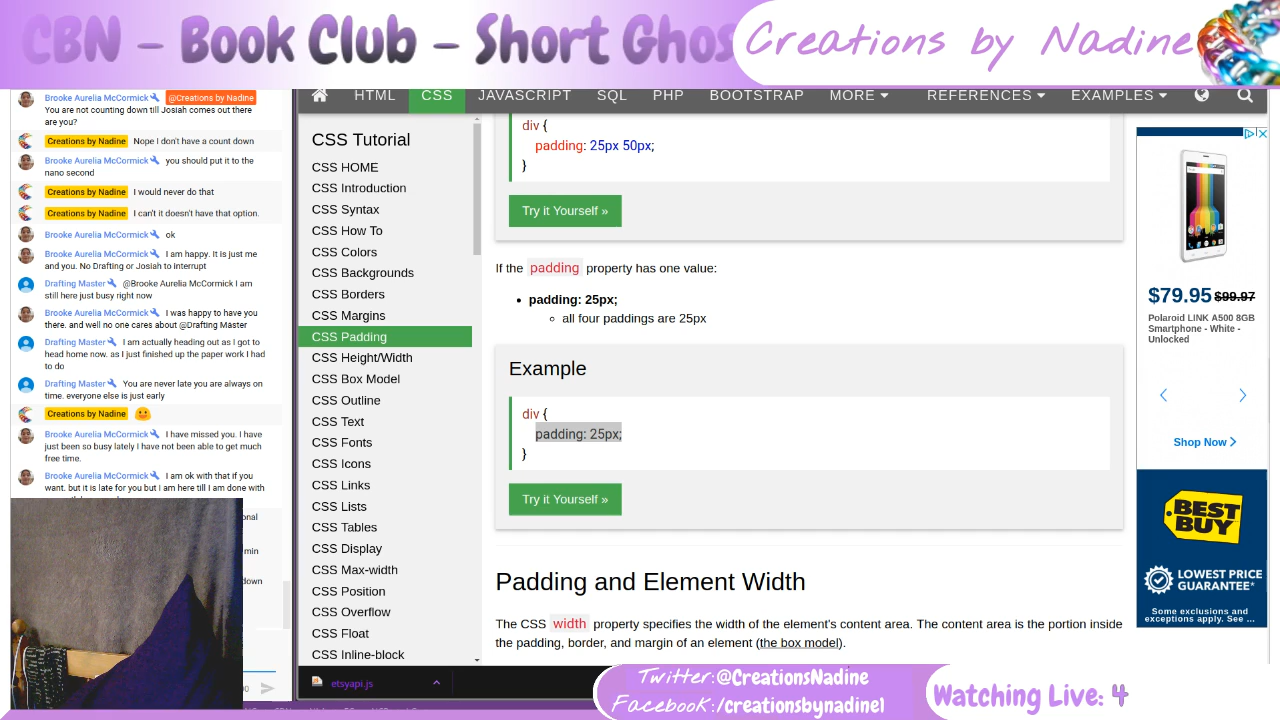 CBN - Book Club - Short Ghos
Creations by Nadine
Brooke Aurelia McCormick @Creations by Nadine
You are not counting down till Josiah comes out there
are you?
Creations by Nadine Nope I don't have a count down
Brooke Aurelia McCormick you should put it to the
nano second
Creations by Nadine I would never do that
Creations by Nadine I can't it doesn't have that option.
Brooke Aurelia McCormick ok
Brooke Aurelia McCormick I am happy. It is just me
and you. No Drafting or Josiah to interrupt
Drafting Master @Brooke Aurelia McCormick I am
still here just busy right now
Brooke Aurelia McCormick I was happy to have you
there. and well no one cares about @Drafting Master
Drafting Master I am actually heading out as I got to
head home now. as I just finished up the paper work I had
to do
Drafting Master You are never late you are always on
time. everyone else is just early
Creations by Nadine
Brooke Aurelia McCormick I have missed you. I have
just been so busy lately I have not been able to get much
free time.
Brooke Aurelia McCormick I am ok with that if you
want. but it is late for you but I am here till I am done with
onal
min
down
00
HTML CSS JAVASCRIPT SQL PHP BOOTSTRAP MORE REFERENCES EXAMPLES
CSS Tutorial
CSS HOME
CSS Introduction
CSS Syntax
CSS How To
CSS Colors
CSS Backgrounds
CSS Borders
CSS Margins
CSS Padding
CSS Height/Width
CSS Box Model
CSS Outline
CSS Text
CSS Fonts
CSS Icons
CSS Links
CSS Lists
CSS Tables
CSS Display
CSS Max-width
CSS Position
CSS Overflow
CSS Float
CSS Inline-block
div {
padding: 25px 50px;
}
Try it Yourself »
If the padding property has one value:
• padding: 25px;
◦ all four paddings are 25px
Example
div {
padding: 25px;
}
Try it Yourself »
Padding and Element Width
The CSS width property specifies the width of the element's content area. The content area is the portion inside
the padding, border, and margin of an element (the box model).
$79.95 $99.97
Polaroid LINK A500 8GB
Smartphone - White -
Unlocked
Shop Now
BEST
BUY
LOWEST PRICE
GUARANTEE*
Some exclusions and
exceptions apply. See ...
etsyapi.js
Twitter:@CreationsNadine
Facebook:/creationsbynadine1
Watching Live: 4